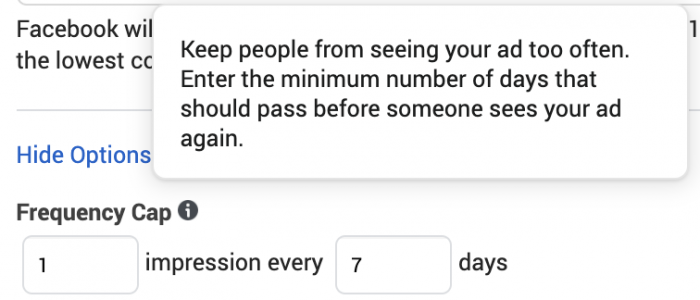 Facebook wil
the lowest cc
Keep people from seeing your ad too often.
Enter the minimum number of days that
should pass before someone sees your ad
again.
Hide Options
Frequency Cap
1 impression every 7 days